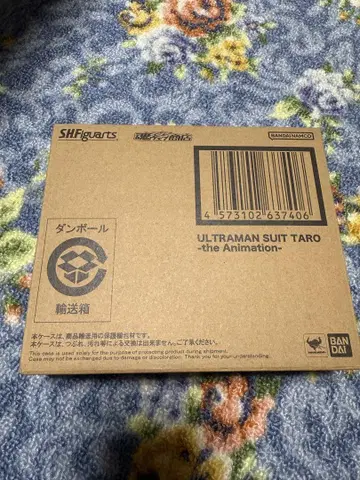 S.H.Figuarts
魂ウェブ商店
BANDAI NAMCO
4 573102 637406
ULTRAMAN SUIT TARO
-the Animation-
ダンボール
輸送箱
本ケースは、商品輸送用の保護梱包材です。
本ケースは、つぶれ、汚れ等による交換は出来ません。ご了承ください。
This case is used solely for the purpose of protecting product during shipment.
Case may not be exchanged due to damage or discoloration. Thank you for your understanding.
BAN
DAI